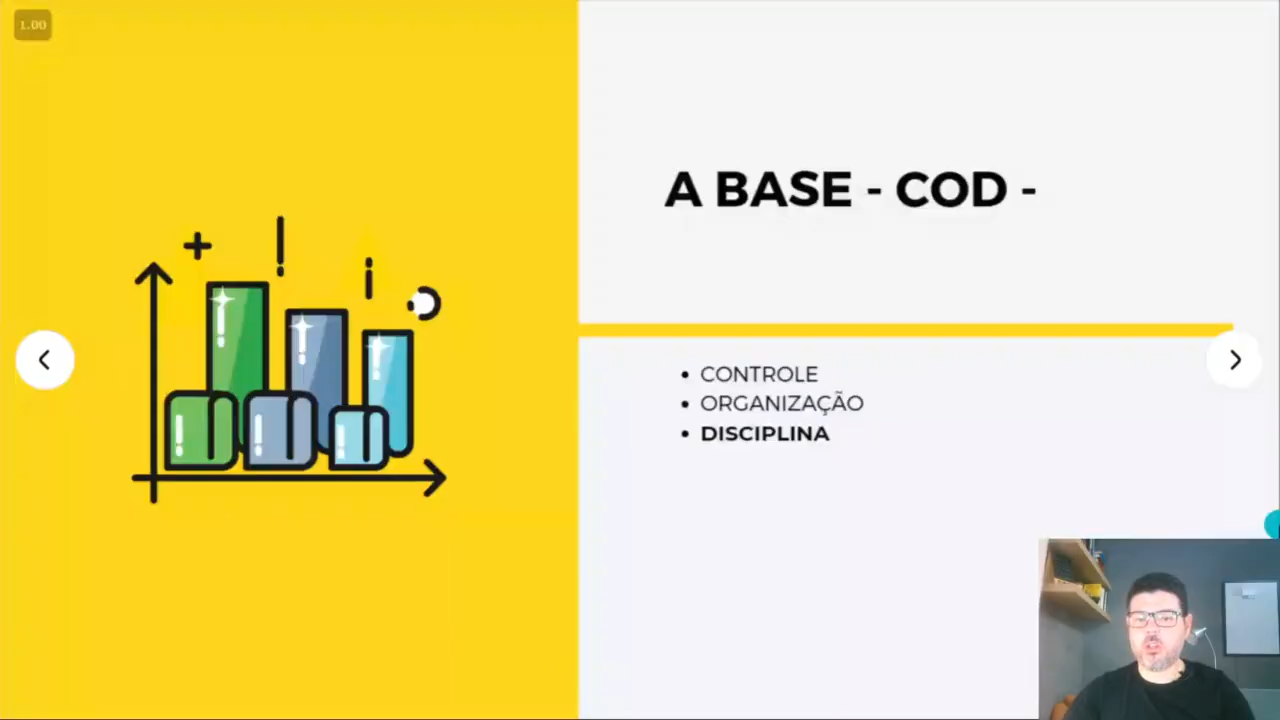 1.00
A BASE - COD -
• CONTROLE
• ORGANIZAÇÃO
• DISCIPLINA